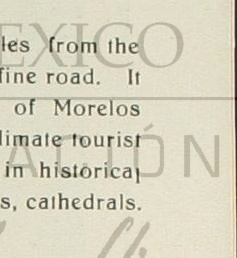 les from the
fine road. It
of Morelos
limate tourist
in historical
s, cathedrals.